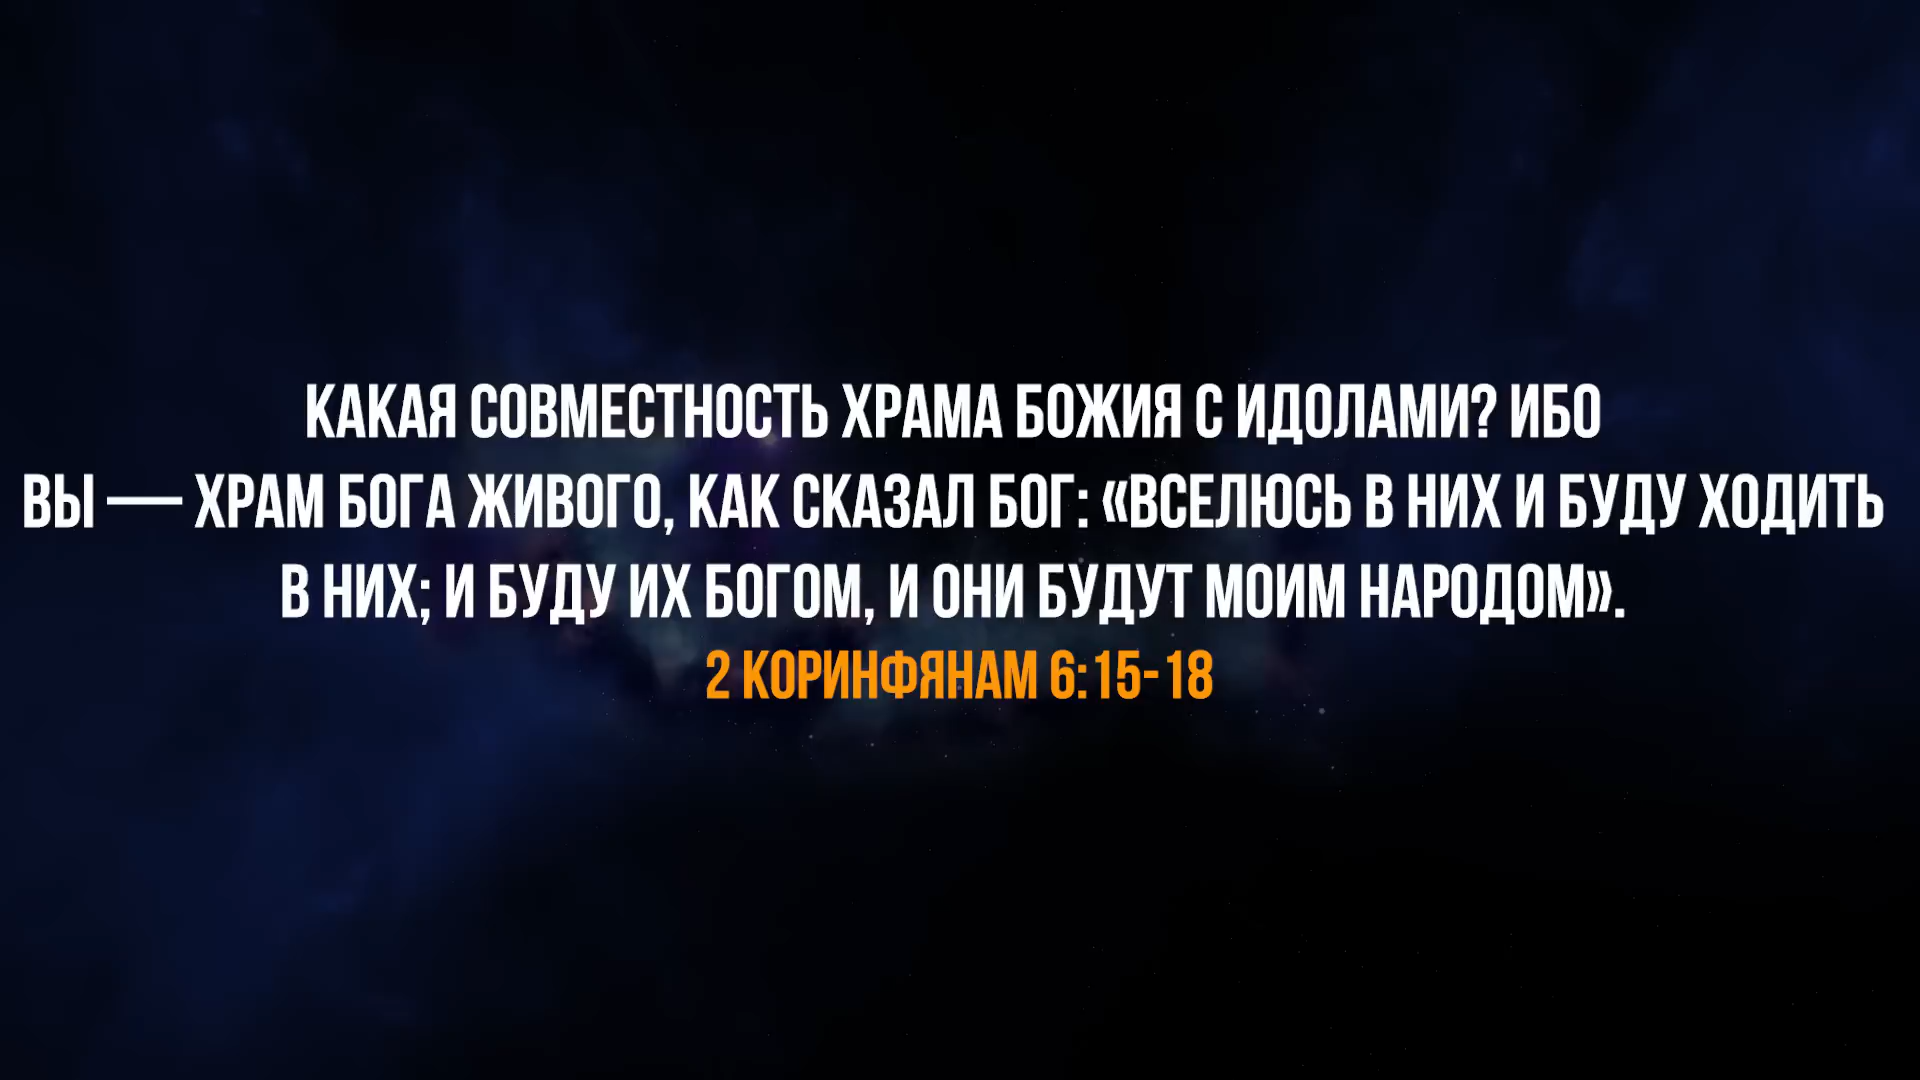 КАКАЯ СОВМЕСТНОСТЬ ХРАМА БОЖИЯ С ИДОЛАМИ? ИБО
ВЫ — ХРАМ БОГА ЖИВОГО, КАК СКАЗАЛ БОГ: «ВСЕЛЮСЬ В НИХ И БУДУ ХОДИТЬ
В НИХ; И БУДУ ИХ БОГОМ, И ОНИ БУДУТ МОИМ НАРОДОМ».
2 КОРИНФЯНАМ 6:15-18